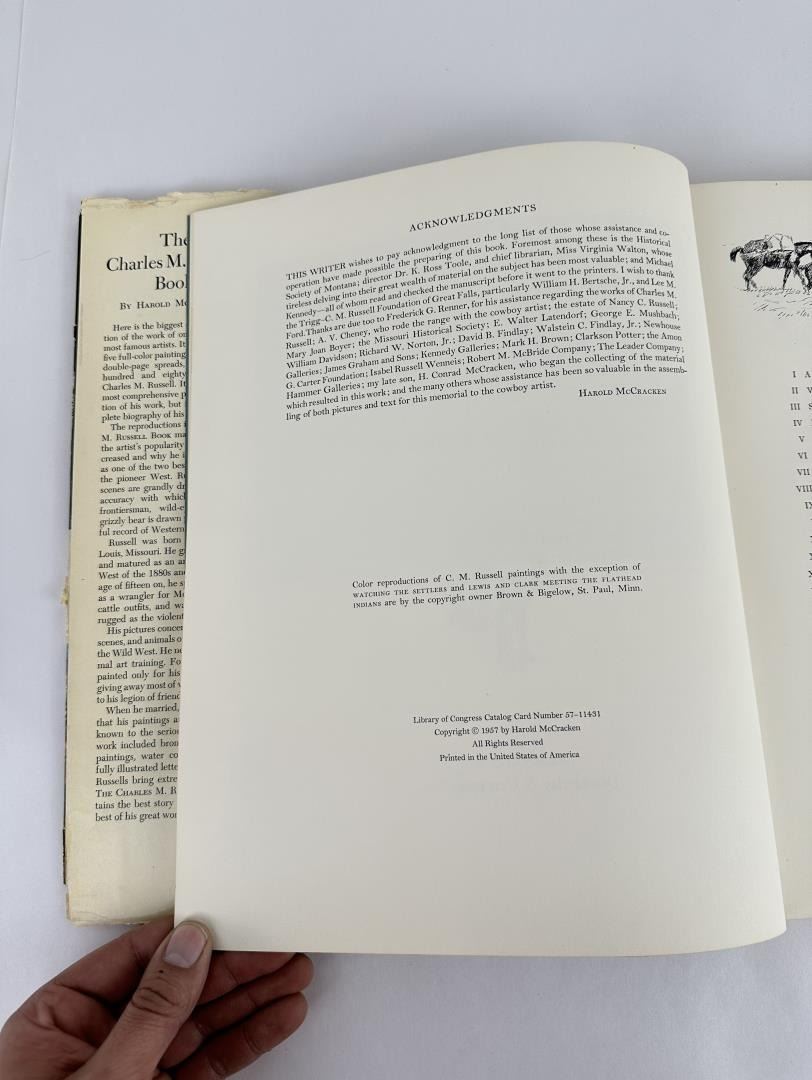 The
Charles M.
Book
BY HAROLD
Here is the biggest
tion of the work of
most famous artists. It
five full-color painting
double-page spreads,
hundred and eighty
Charles M. Russell. It
most comprehensive
tion of his work, but
plete biography of his
The reproductions
M. RUSSELL BOOK
the artist's popularity
creased and why he
as one of the two
the pioneer West.
scenes are grandly
accuracy with which
frontiersman,
grizzly bear is drawn
ful record of Western
Russell was born
Louis, Missouri. He
and matured as an
West of the 1880s
age of fifteen on, he
as a wrangler for
cattle outfits, and
rugged as the violent
His pictures
scenes, and animals
the Wild West. He
mal art training.
painted only for his
giving away most of
to his legion of
When he married,
that his paintings
known to the
work included
paintings, water
fully illustrated
Russells bring
THE CHARLES M.
tains the best story
best of his great
ACKNOWLEDGMENTS
THIS WRITER wishes to pay acknowledgment to the long list of those whose assistance and co-
operation have made possible the preparing of this book. Foremost among these is the Historical
Society of Montana; director Dr. K. Ross Toole, and chief librarian, Miss Virginia Walton, whose
tireless delving into their great wealth of material on the subject has been most valuable; and Michael
Kennedy—all of whom read and checked the manuscript before it went to the printers. I wish to thank
the Trigg–C. M. Russell Foundation of Great Falls, particularly William H. Bertsche, Jr., and Lee M.
Ford. Thanks are due too to Frederick G. Renner, for his assistance regarding the works of Charles M.
Russell; A. V. Cheney, who rode the range with the cowboy artist; the estate of Nancy C. Russell;
Mary Joan Boyer; the Missouri Historical Society; E. Walter Latendorf; George E. Mushbach;
William Davidson; Richard W. Norton, Jr.; David B. Findlay; Walstein C. Findlay, Jr.; Newhouse
Galleries; James Graham and Sons; Kennedy Galleries; Mark H. Brown; Clarkson Potter; the Amon
G. Carter Foundation; Isabel Russell Wenneis; Robert M. McBride Company; The Leader Company;
Hammer Galleries; my late son, H. Conrad McCracken, who began the collecting of the material
which resulted in this work; and the many others whose assistance has been so valuable in the assemb-
ling of both pictures and text for this memorial to the cowboy artist.
HAROLD MCCRACKEN
Color reproductions of C. M. Russell paintings with the exception of
WATCHING THE SETTLERS and LEWIS AND CLARK MEETING THE FLATHEAD
INDIANS are by the copyright owner Brown & Bigelow, St. Paul, Minn.
Library of Congress Catalog Card Number 57–11431
Copyright © 1957 by Harold McCracken
All Rights Reserved
Printed in the United States of America
I A
II
III
IV
V
VI
VII
VIII